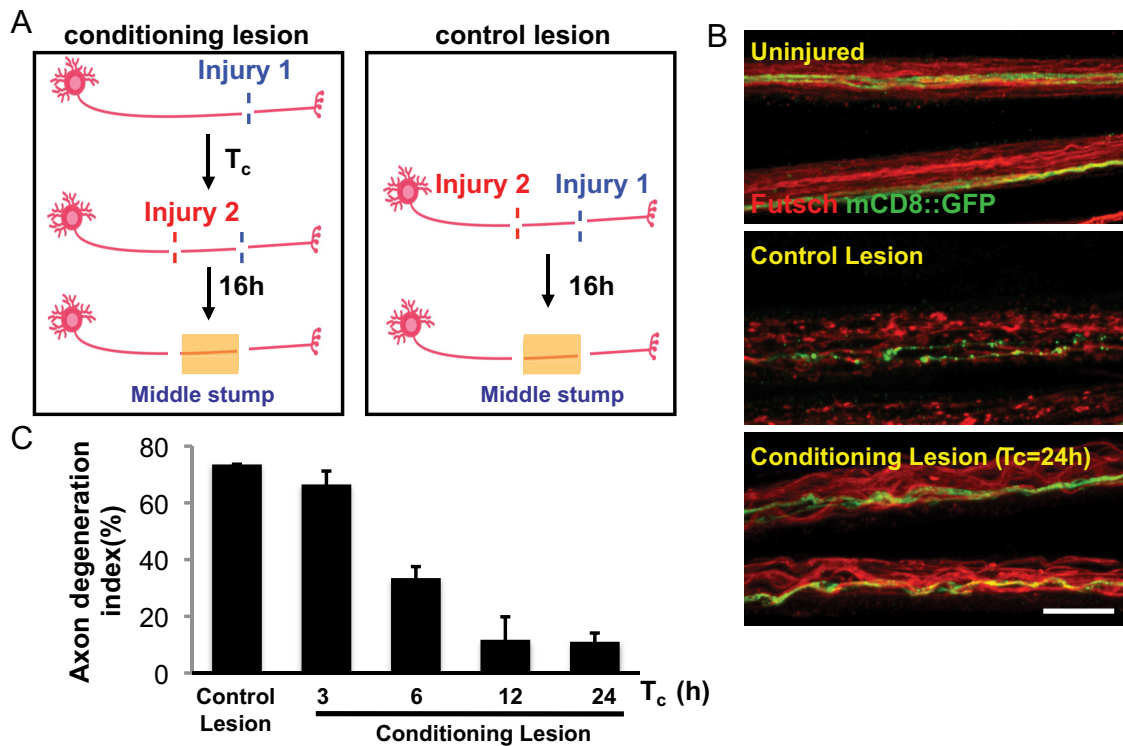 A
conditioning lesion
Injury 1
Tc
Injury 2
16h
Middle stump
control lesion
Injury 2 Injury 1
16h
Middle stump
B
Uninjured
Futsch mCD8::GFP
Control Lesion
Conditioning Lesion (Tc=24h)
C
Axon degeneration
index(%)
80
60
40
20
0
Control
Lesion
3 6 12 24 Tc (h)
Conditioning Lesion